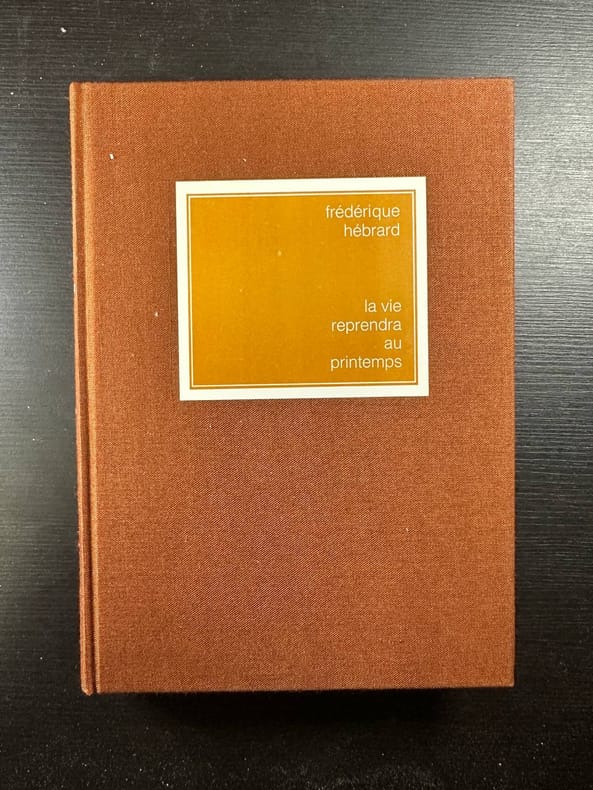 frédérique
hébrard
la vie
reprendra
au
printemps